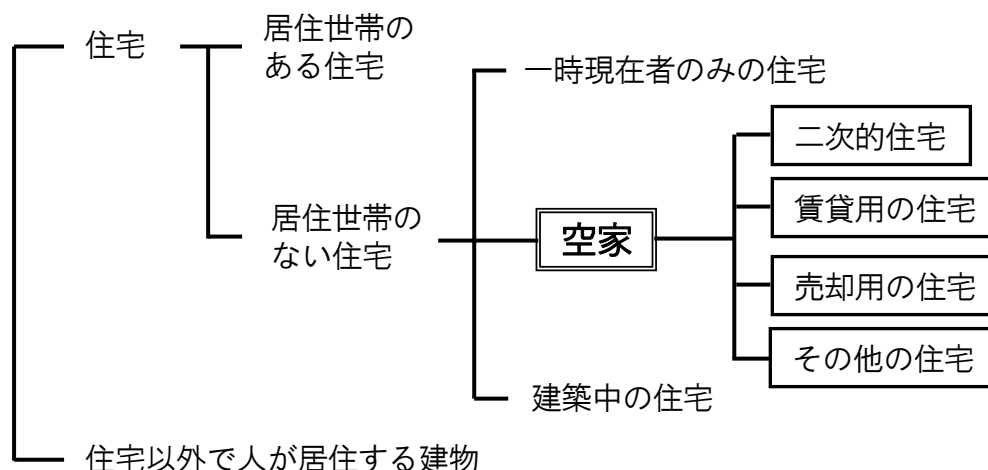 住宅
居住世帯の
ある住宅
一時現在者のみの住宅
二次的住宅
賃貸用の住宅
居住世帯の
ない住宅
空家
売却用の住宅
その他の住宅
建築中の住宅
住宅以外で人が居住する建物